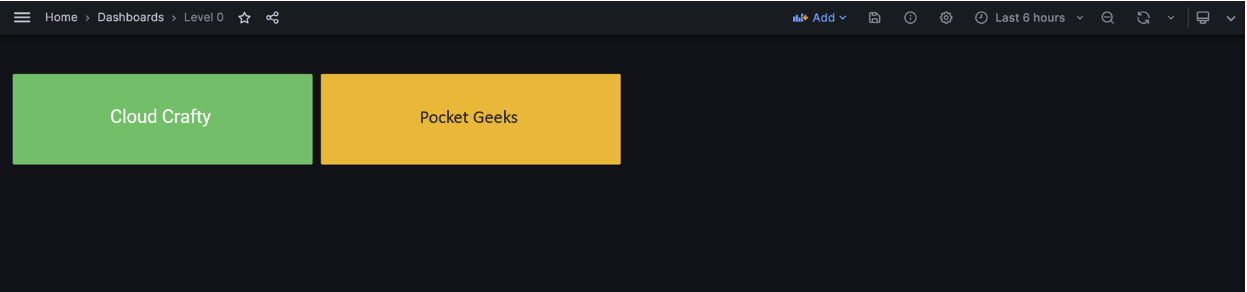 Home > Dashboards > Level 0
Add
Last 6 hours
Cloud Crafty
Pocket Geeks